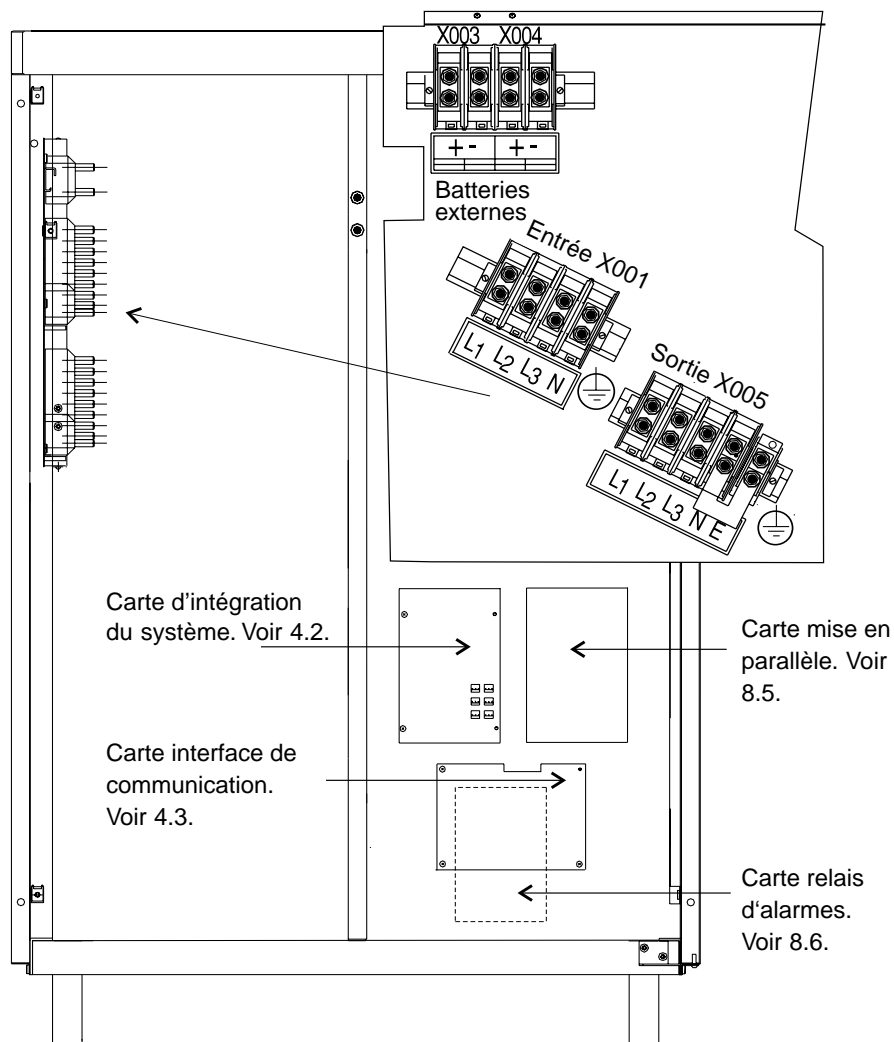 X003 X004
+ - + -
Batteries
externes
Entrée X001
L1 L2 L3 N
Sortie X005
L1 L2 L3 N E
Carte d’intégration
du système. Voir 4.2.
Carte mise en
parallèle. Voir
8.5.
Carte interface de
communication.
Voir 4.3.
Carte relais
d‘alarmes.
Voir 8.6.